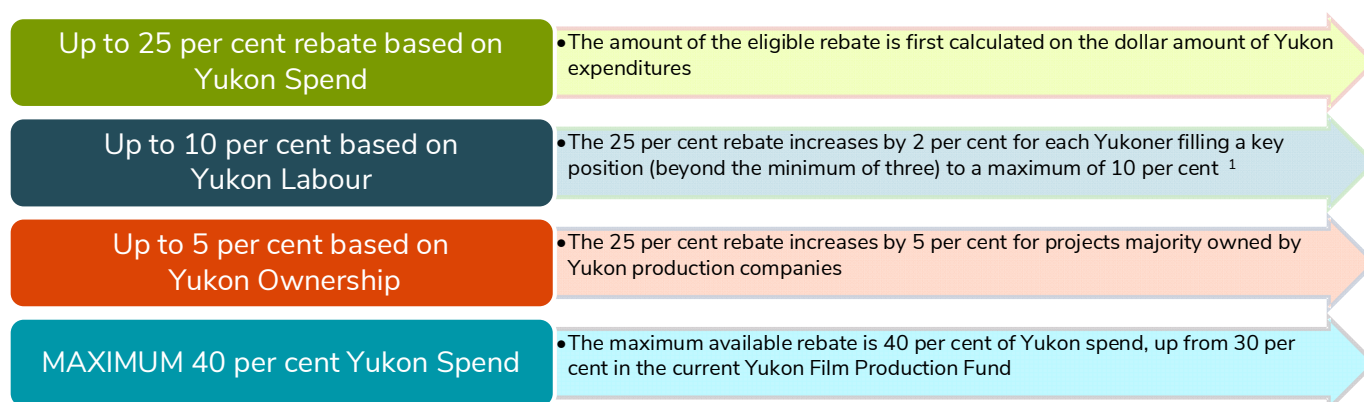 Up to 25 per cent rebate based on
Yukon Spend
•The amount of the eligible rebate is first calculated on the dollar amount of Yukon
expenditures
Up to 10 per cent based on
Yukon Labour
•The 25 per cent rebate increases by 2 per cent for each Yukoner filling a key
position (beyond the minimum of three) to a maximum of 10 per cent 1
Up to 5 per cent based on
Yukon Ownership
•The 25 per cent rebate increases by 5 per cent for projects majority owned by
Yukon production companies
MAXIMUM 40 per cent Yukon Spend
•The maximum available rebate is 40 per cent of Yukon spend, up from 30 per
cent in the current Yukon Film Production Fund